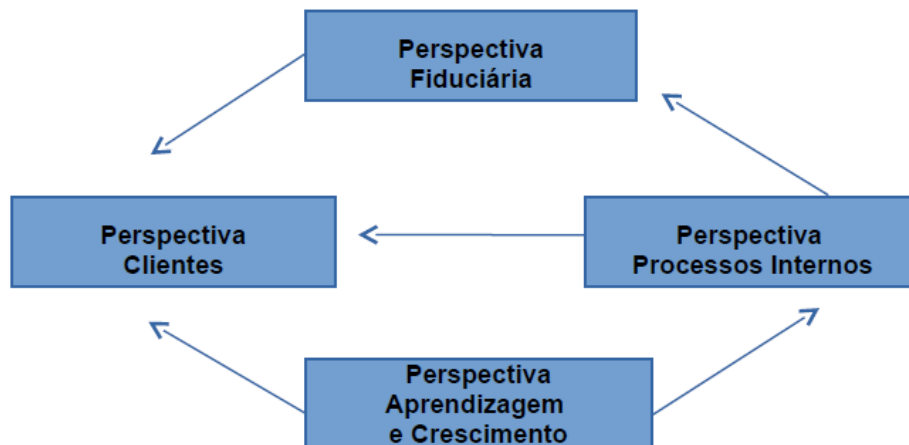 Perspectiva
Fiduciária
Perspectiva
Clientes
Perspectiva
Processos Internos
Perspectiva
Aprendizagem
e Crescimento